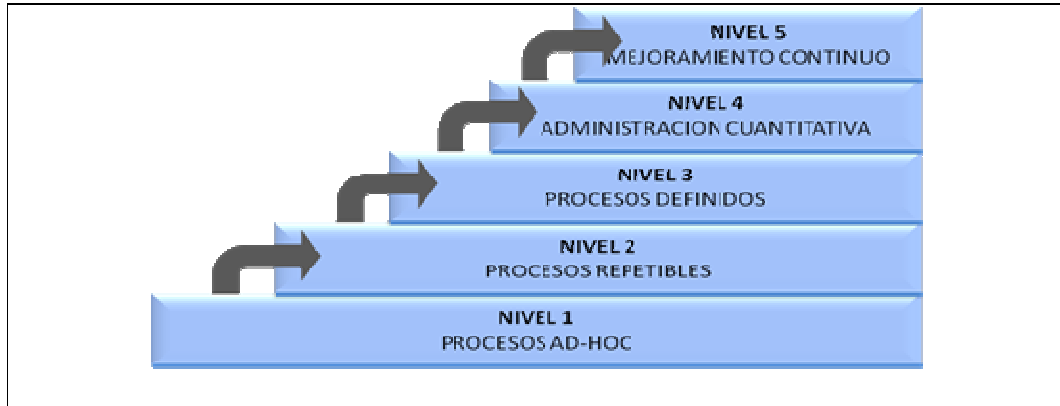 NIVEL 5
MEJORAMIENTO CONTINUO
NIVEL 4
ADMINISTRACION CUANTITATIVA
NIVEL 3
PROCESOS DEFINIDOS
NIVEL 2
PROCESOS REPETIBLES
NIVEL 1
PROCESOS AD-HOC